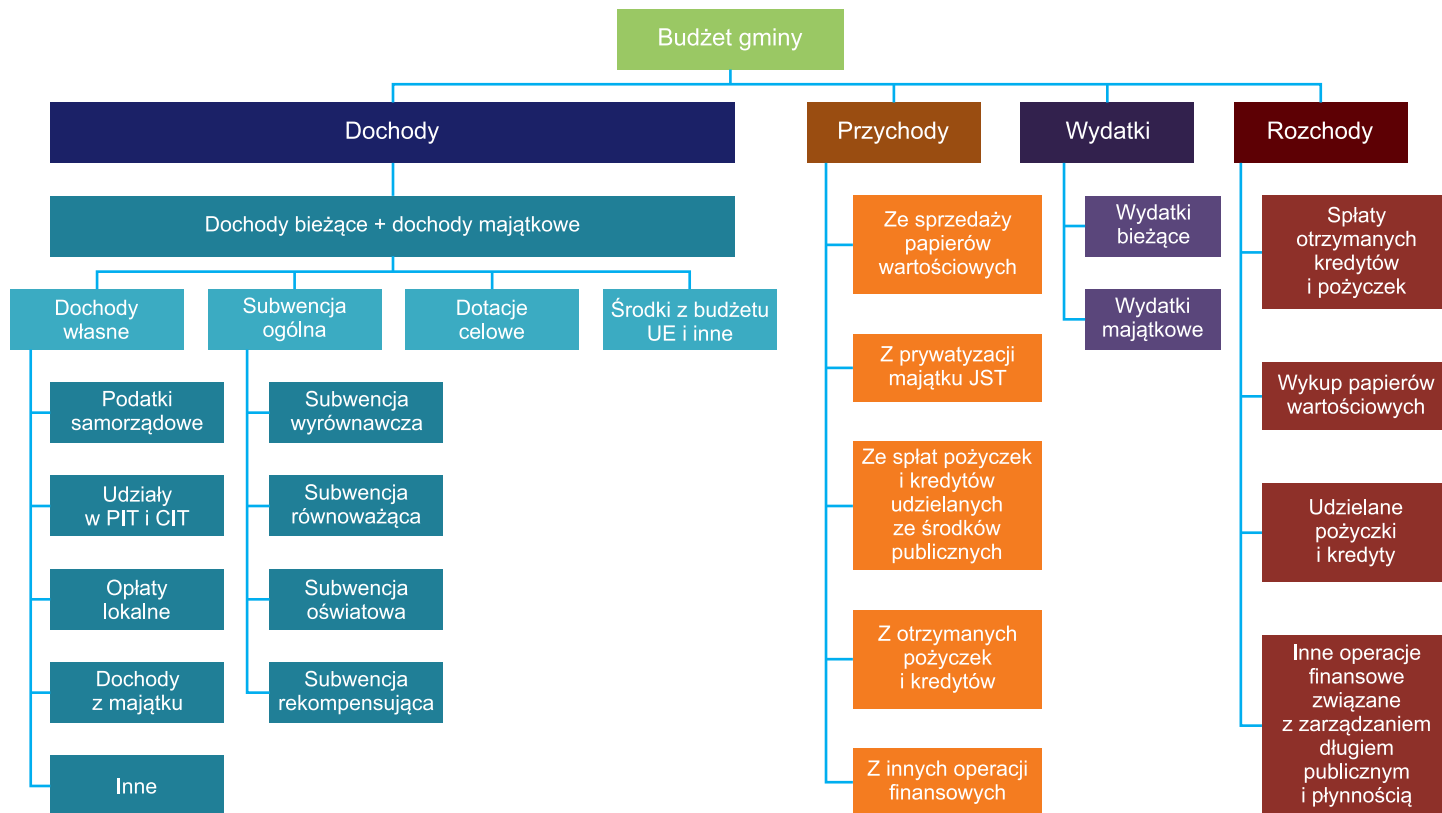 Budżet gminy
Dochody
Przychody
Wydatki
Rozchody
Dochody bieżące + dochody majątkowe
Dochody
własne
Subwencja
ogólna
Dotacje
celowe
Środki z budżetu
UE i inne
Podatki
samorządowe
Udziały
w PIT i CIT
Opłaty
lokalne
Dochody
z majątku
Inne
Subwencja
wyrównawcza
Subwencja
równoważąca
Subwencja
oświatowa
Subwencja
rekompensująca
Ze sprzedaży
papierów
wartościowych
Z prywatyzacji
majątku JST
Ze spłat pożyczek
i kredytów
udzielanych
ze środków
publicznych
Z otrzymanych
pożyczek
i kredytów
Z innych operacji
finansowych
Wydatki
bieżące
Wydatki
majątkowe
Spłaty
otrzymanych
kredytów
i pożyczek
Wykup papierów
wartościowych
Udzielane
pożyczki
i kredyty
Inne operacje
finansowe
związane
z zarządzaniem
długiem
publicznym
i płynnością